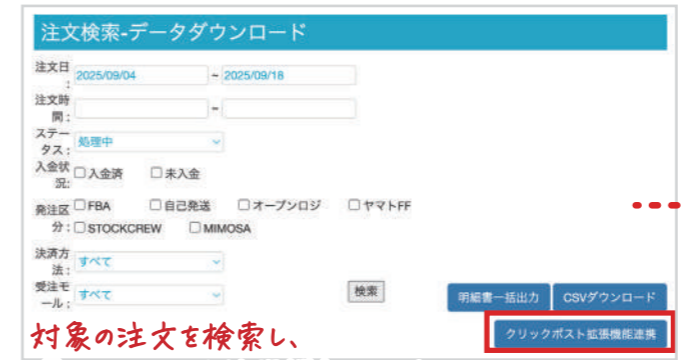 注文検索-データダウンロード
注文日: 2025/09/04 ~ 2025/09/18
注文時間: ~
ステータス: 処理中
入金状況: 入金済 未入金
発注区分: FBA 自己発送 オープンロジ ヤマトFF
STOCKCREW MIMOSA
決済方法: すべて
受注モール: すべて 検索 明細書一括出力 CSVダウンロード
クリックポスト拡張機能連携
対象の注文を検索し、